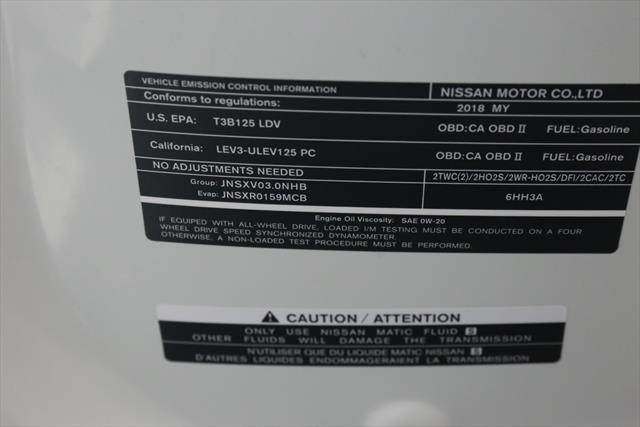 VEHICLE EMISSION CONTROL INFORMATION NISSAN MOTOR CO.,LTD
Conforms to regulations: 2018 MY
U.S. EPA: T3B125 LDV OBD:CA OBD II FUEL:Gasoline
California: LEV3-ULEV125 PC OBD:CA OBD II FUEL:Gasoline
NO ADJUSTMENTS NEEDED 2TWC(2)/2HO2S/2WR-HO2S/DFI/2CAC/2TC
Group: JNSXV03.0NHB
Evap: JNSXR0159MCB 6HH3A
Engine Oil Viscosity: SAE 0W-20
IF EQUIPPED WITH ALL-WHEEL DRIVE, LOADED I/M TESTING MUST BE CONDUCTED ON A FOUR
WHEEL DRIVE SPEED SYNCHRONIZED DYNAMOMETER.
OTHERWISE, A NON-LOADED TEST PROCEDURE MUST BE PERFORMED.
CAUTION / ATTENTION
ONLY USE NISSAN MATIC FLUID S
OTHER FLUIDS WILL DAMAGE THE TRANSMISSION
N'UTILISER QUE DU LIQUIDE MATIC NISSAN S
D'AUTRES LIQUIDES ENDOMMAGERAIENT LA TRANSMISSION